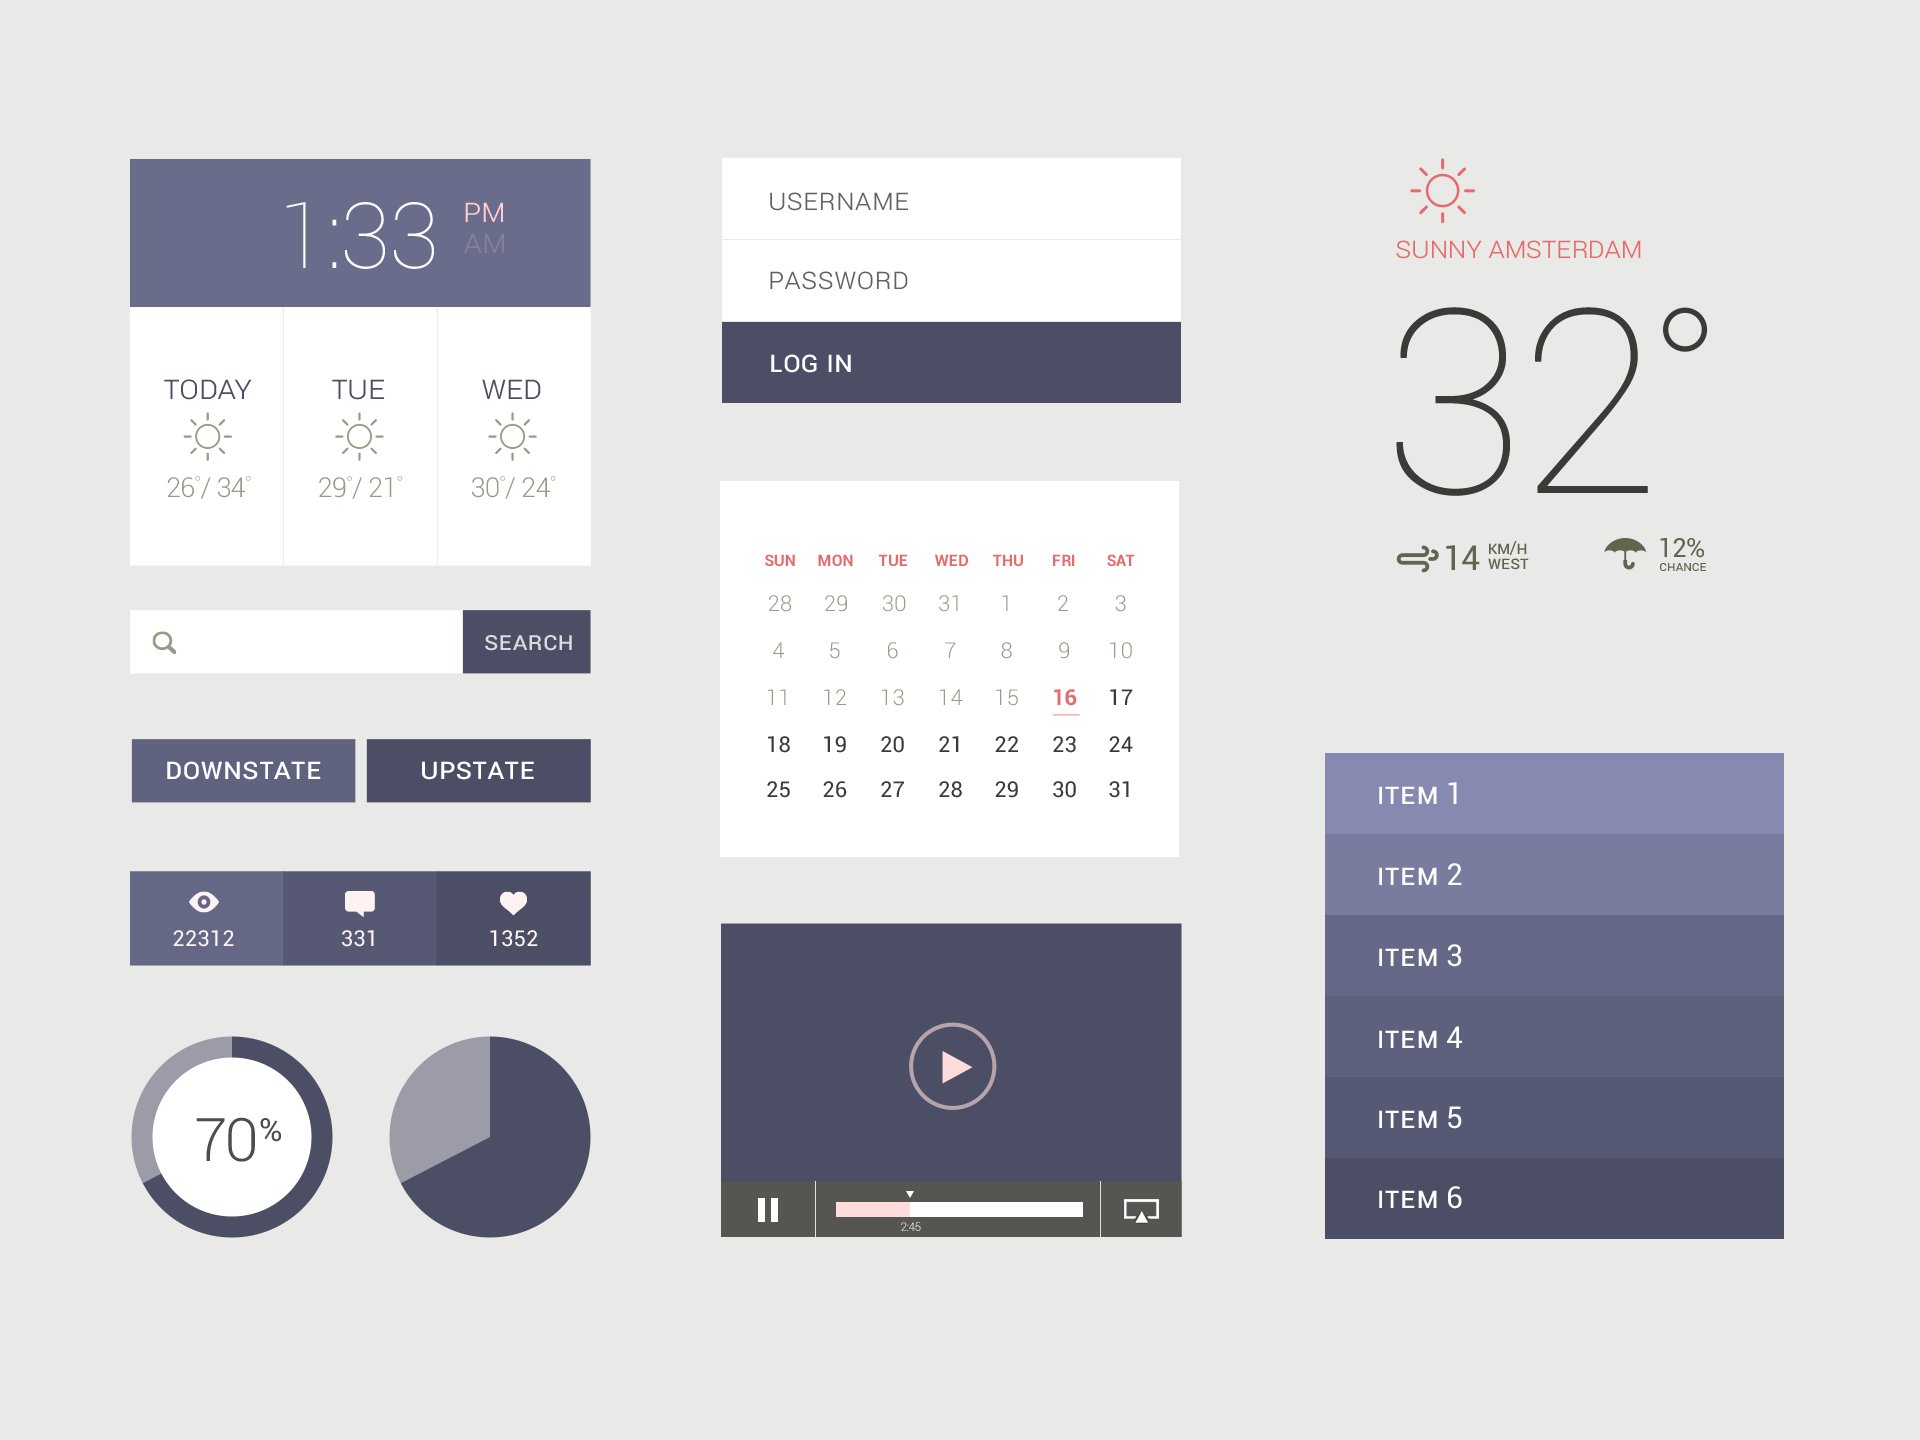 1:33 PM
AM
TODAY TUE WED
26°/ 34° 29°/ 21° 30°/ 24°
SEARCH
DOWNSTATE UPSTATE
22312 331 1352
70%
USERNAME
PASSWORD
LOG IN
SUN MON TUE WED THU FRI SAT
28 29 30 31 1 2 3
4 5 6 7 8 9 10
11 12 13 14 15 16 17
18 19 20 21 22 23 24
25 26 27 28 29 30 31
2:45
SUNNY AMSTERDAM
32°
14 KM/H WEST
12% CHANCE
ITEM 1
ITEM 2
ITEM 3
ITEM 4
ITEM 5
ITEM 6